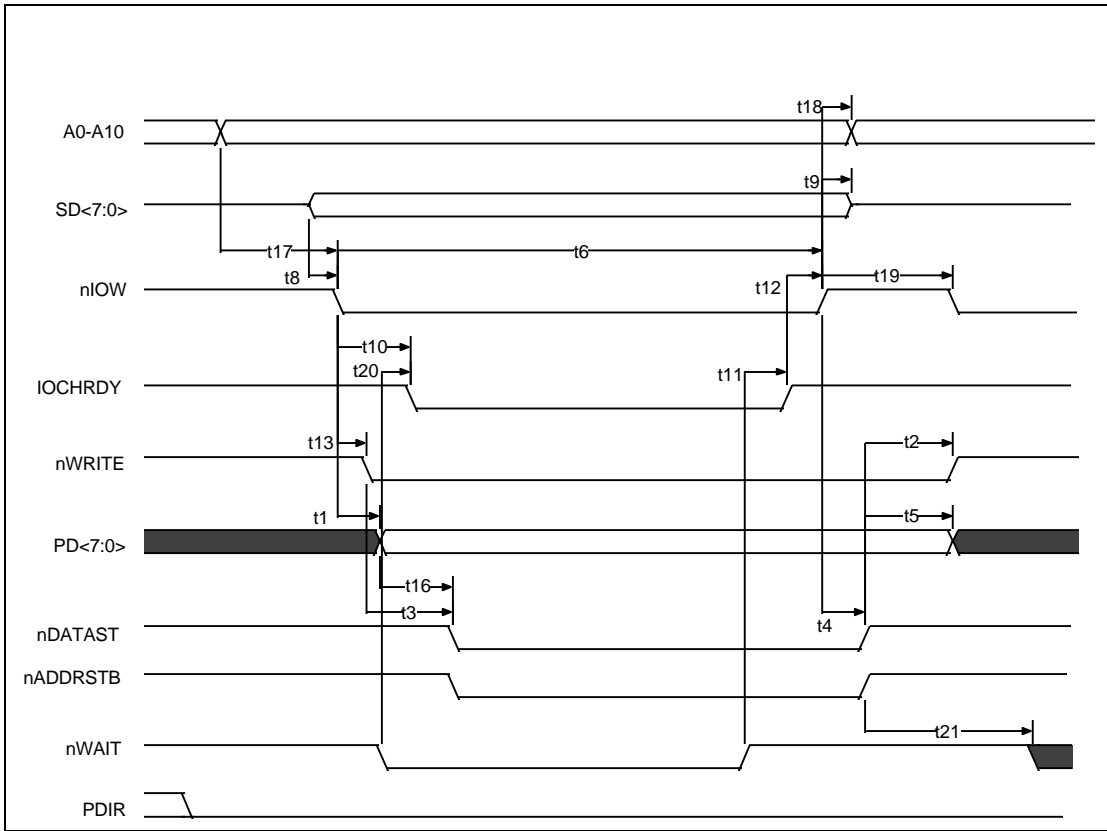 t18
A0-A10
t9
SD<7:0>
t17
t6
t8
t12
t19
nIOW
t10
t20
t11
IOCHRDY
t13
t2
nWRITE
t1
t5
PD<7:0>
t16
t3
t4
nDATAST
nADDRSTB
t21
nWAIT
PDIR